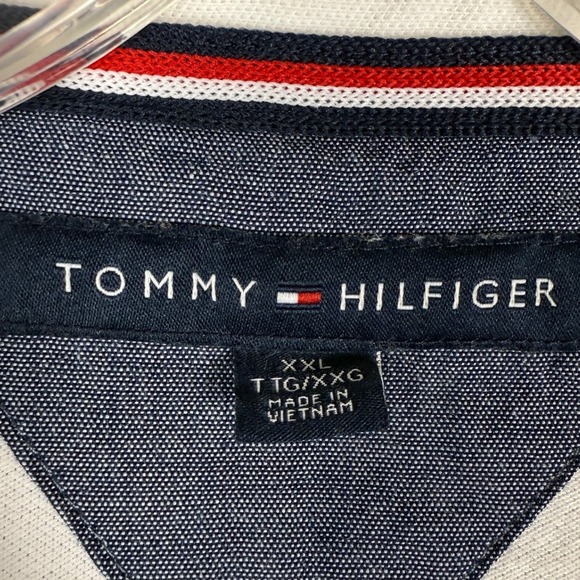 TOMMY HILFIGER
XXL
TTG/XXG
MADE IN
VIETNAM